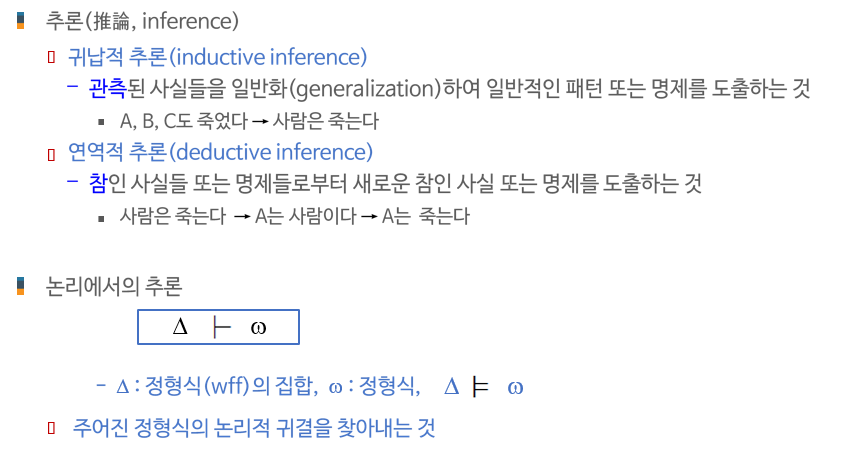 추론(推論, inference)
귀납적 추론(inductive inference)
– 관측된 사실들을 일반화(generalization)하여 일반적인 패턴 또는 명제를 도출하는 것
▪ A, B, C도 죽었다 → 사람은 죽는다
연역적 추론(deductive inference)
– 참인 사실들 또는 명제들로부터 새로운 참인 사실 또는 명제를 도출하는 것
▪ 사람은 죽는다 → A는 사람이다 → A는 죽는다
논리에서의 추론
Δ ⊢ ω
– Δ : 정형식(wff)의 집합, ω : 정형식, Δ ⊨ ω
주어진 정형식의 논리적 귀결을 찾아내는 것